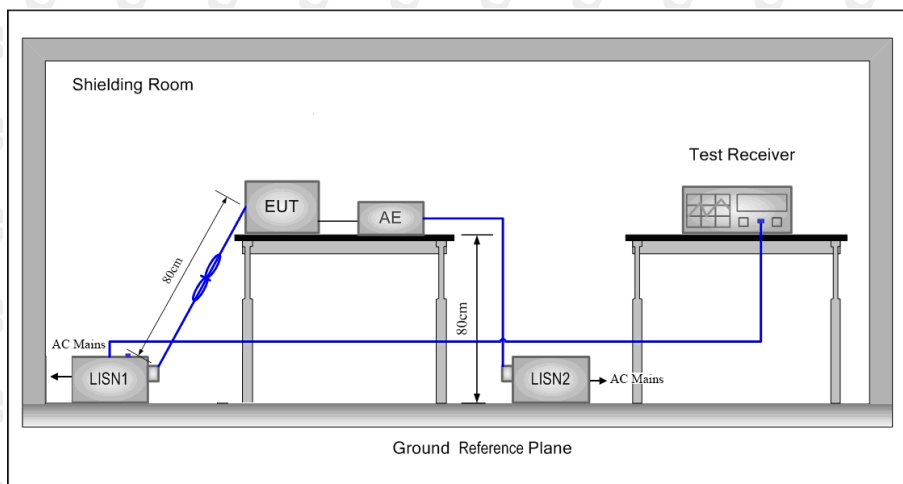 Shielding Room
Test Receiver
EUT
AE
80cm
80cm
AC Mains
LISN1
LISN2
AC Mains
Ground Reference Plane